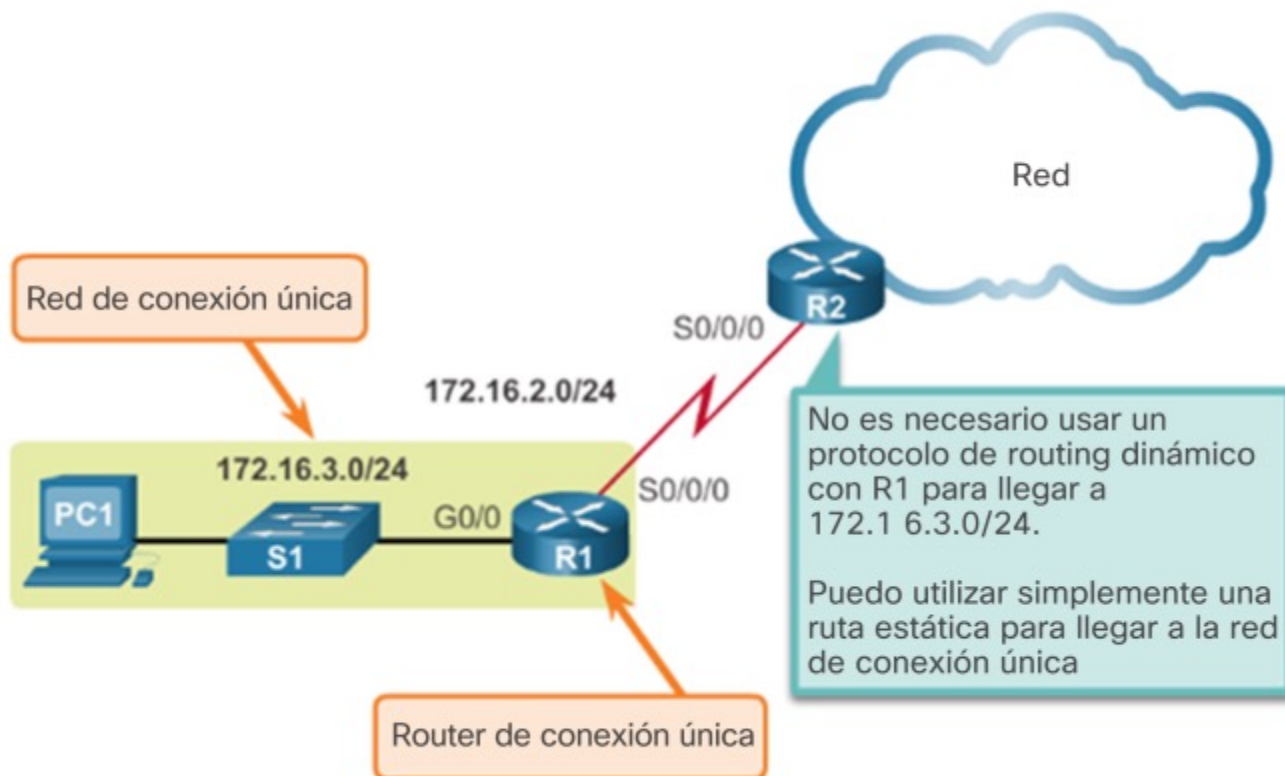 Red
R2
S0/0/0
Red de conexión única
172.16.2.0/24
No es necesario usar un
protocolo de routing dinámico
con R1 para llegar a
172.1 6.3.0/24.
Puedo utilizar simplemente una
ruta estática para llegar a la red
de conexión única
172.16.3.0/24
S0/0/0
PC1
G0/0
S1
R1
Router de conexión única